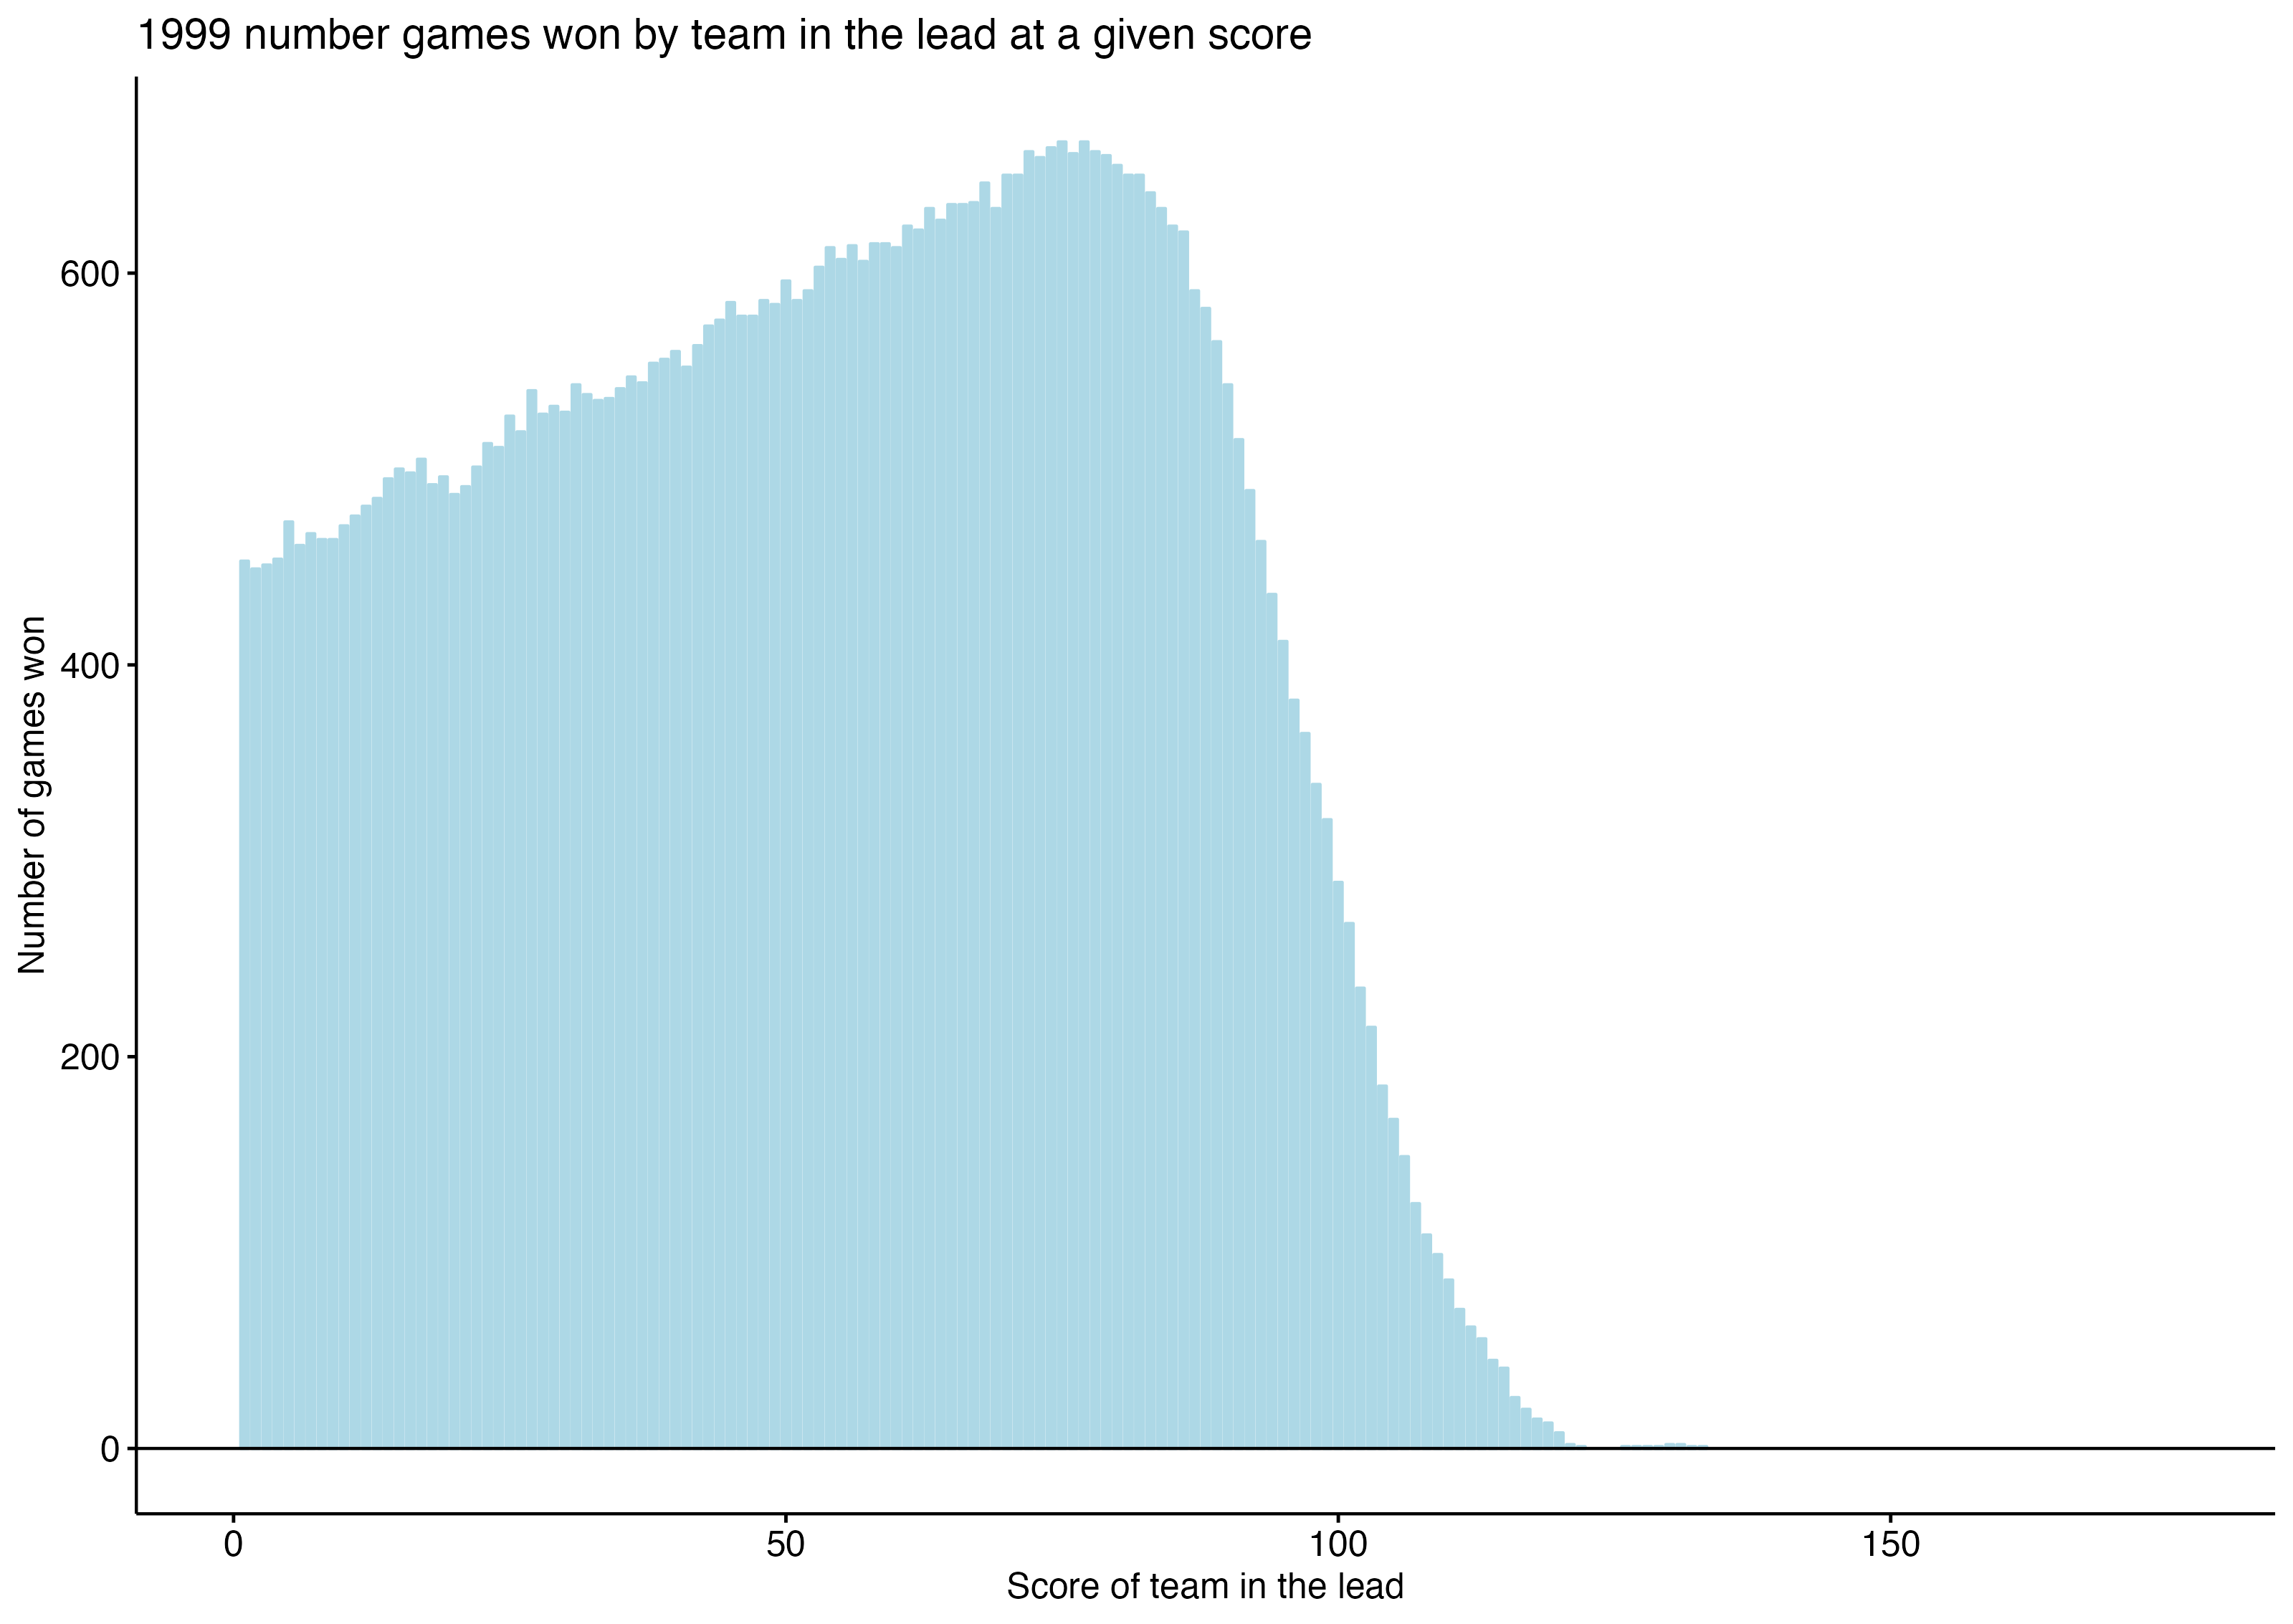 1999 number games won by team in the lead at a given score
Number of games won
600
400
200
0
0 50 100 150
Score of team in the lead